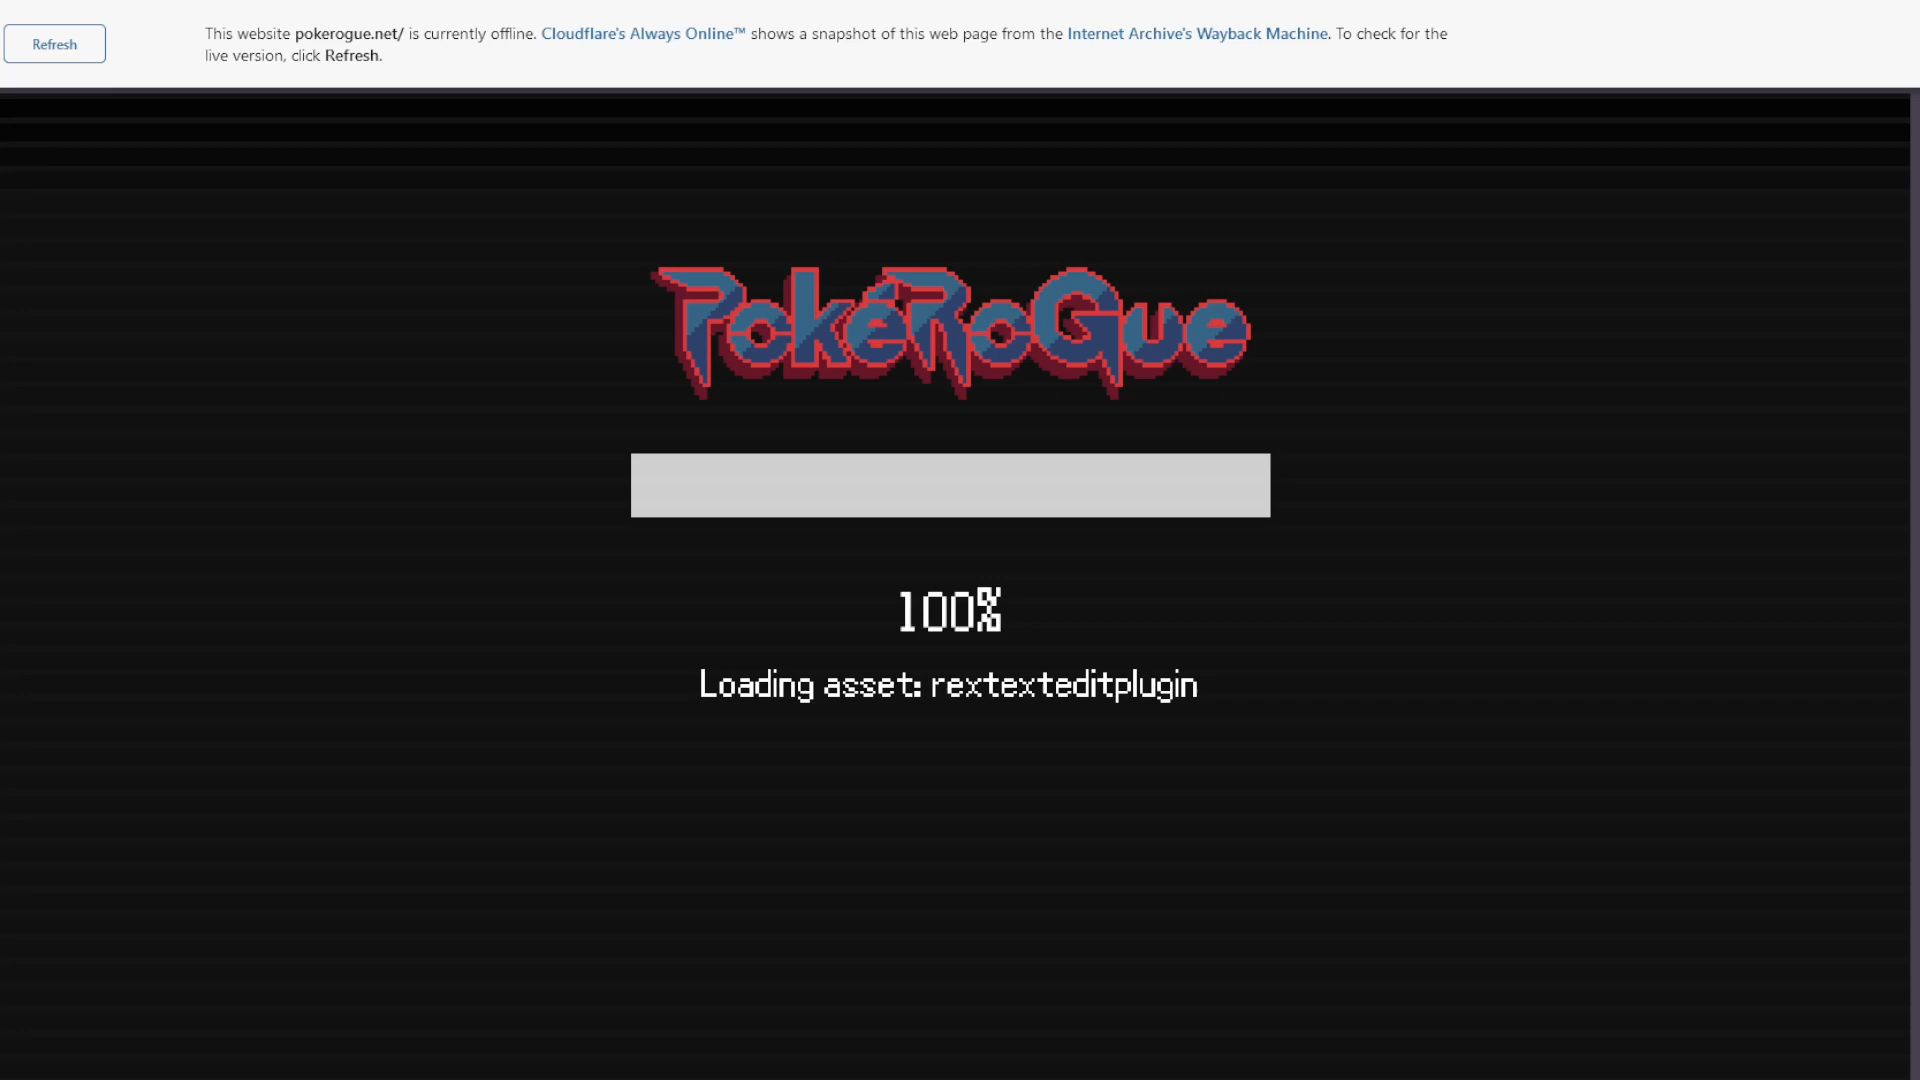 Refresh
This website pokerogue.net/ is currently offline. Cloudflare's Always Online™ shows a snapshot of this web page from the Internet Archive's Wayback Machine. To check for the
live version, click Refresh.
PokéRoGue
100%
Loading asset: rextexteditplugin